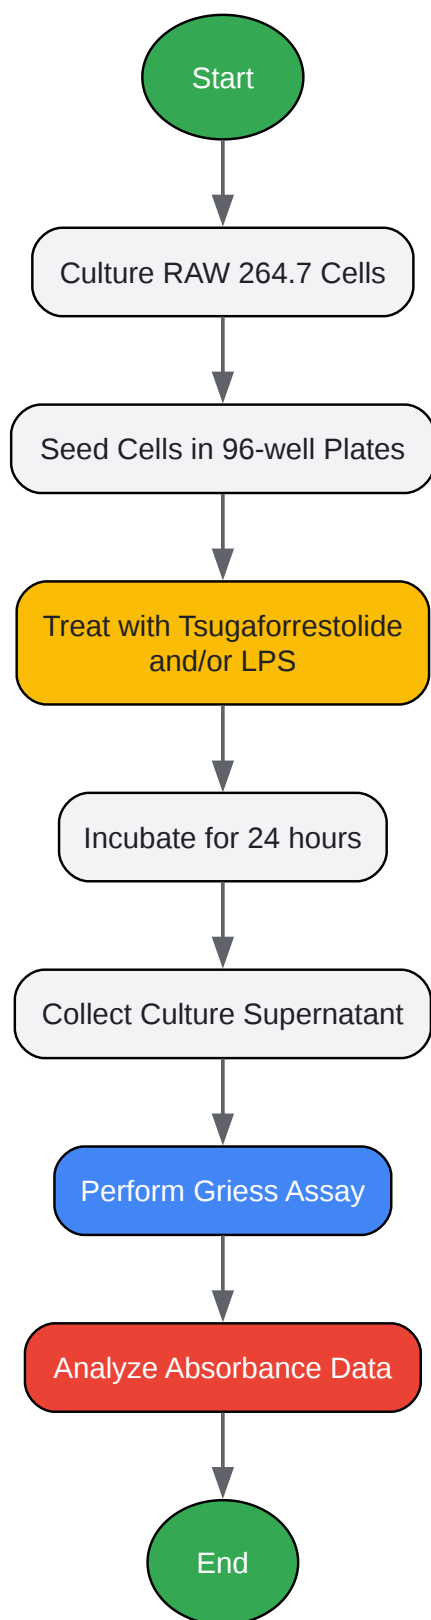 Start
Culture RAW 264.7 Cells
Seed Cells in 96-well Plates
Treat with Tsugaforrestolide
and/or LPS
Incubate for 24 hours
Collect Culture Supernatant
Perform Griess Assay
Analyze Absorbance Data
End